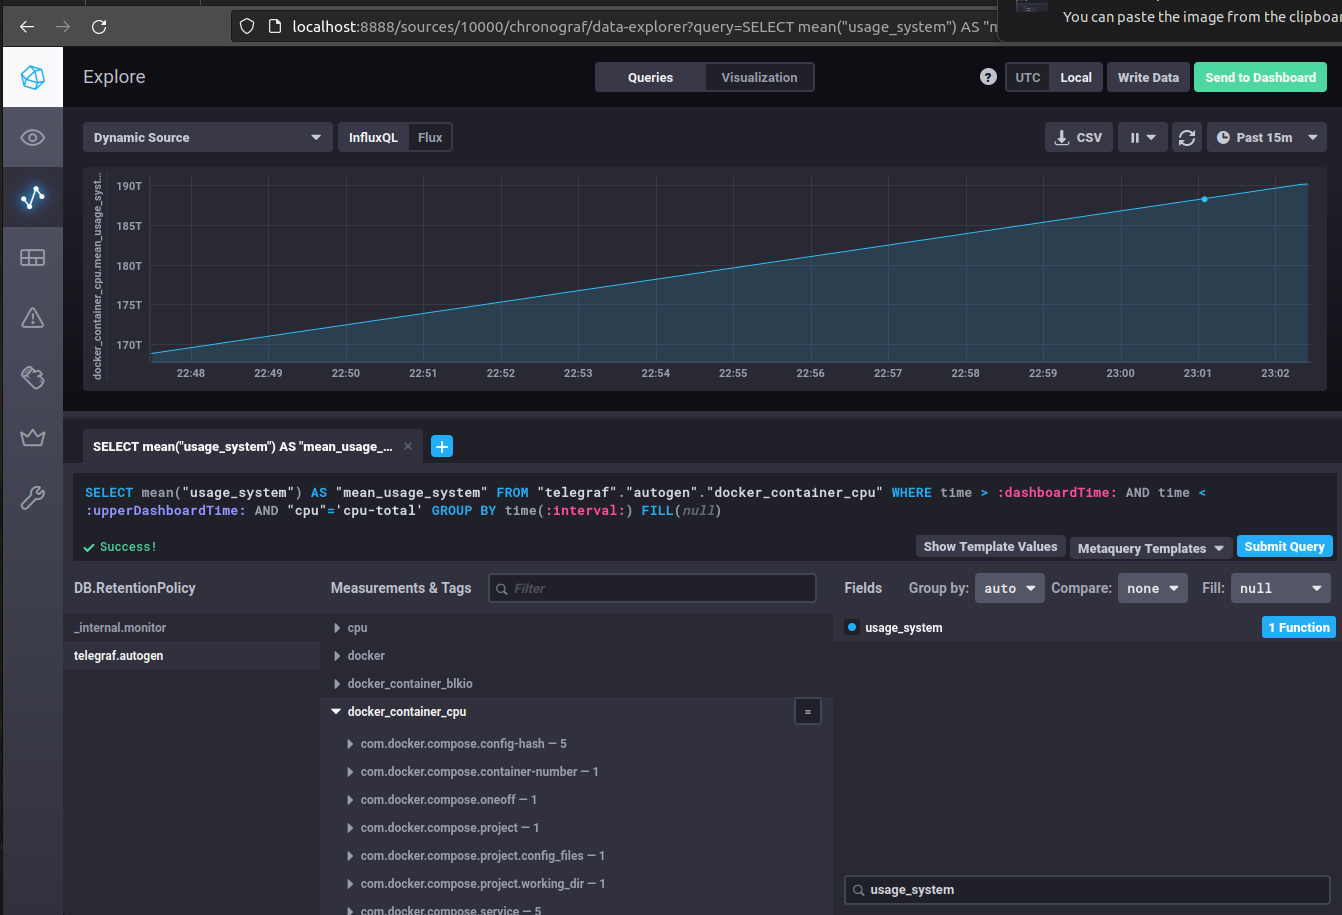 You can paste the image from the clipboar
localhost:8888/sources/10000/chronograf/data-explorer?query=SELECT mean("usage_system") AS "m
Explore
Queries
Visualization
?
UTC
Local
Write Data
Send to Dashboard
Dynamic Source
InfluxQL
Flux
CSV
Past 15m
docker_container_cpu.mean_usage_syst...
190T
185T
180T
175T
170T
22:48 22:49 22:50 22:51 22:52 22:53 22:54 22:55 22:56 22:57 22:58 22:59 23:00 23:01 23:02
SELECT mean("usage_system") AS "mean_usage_...
SELECT mean("usage_system") AS "mean_usage_system" FROM "telegraf"."autogen"."docker_container_cpu" WHERE time > :dashboardTime: AND time <
:upperDashboardTime: AND "cpu"='cpu-total' GROUP BY time(:interval:) FILL(null)
Success!
Show Template Values
Metaquery Templates
Submit Query
DB.RetentionPolicy
Measurements & Tags
Filter
Fields
Group by:
auto
Compare:
none
Fill:
null
_internal.monitor
telegraf.autogen
cpu
docker
docker_container_blkio
docker_container_cpu
=
com.docker.compose.config-hash — 5
com.docker.compose.container-number — 1
com.docker.compose.oneoff — 1
com.docker.compose.project — 1
com.docker.compose.project.config_files — 1
com.docker.compose.project.working_dir — 1
com.docker.compose.service — 5
usage_system
1 Function
usage_system